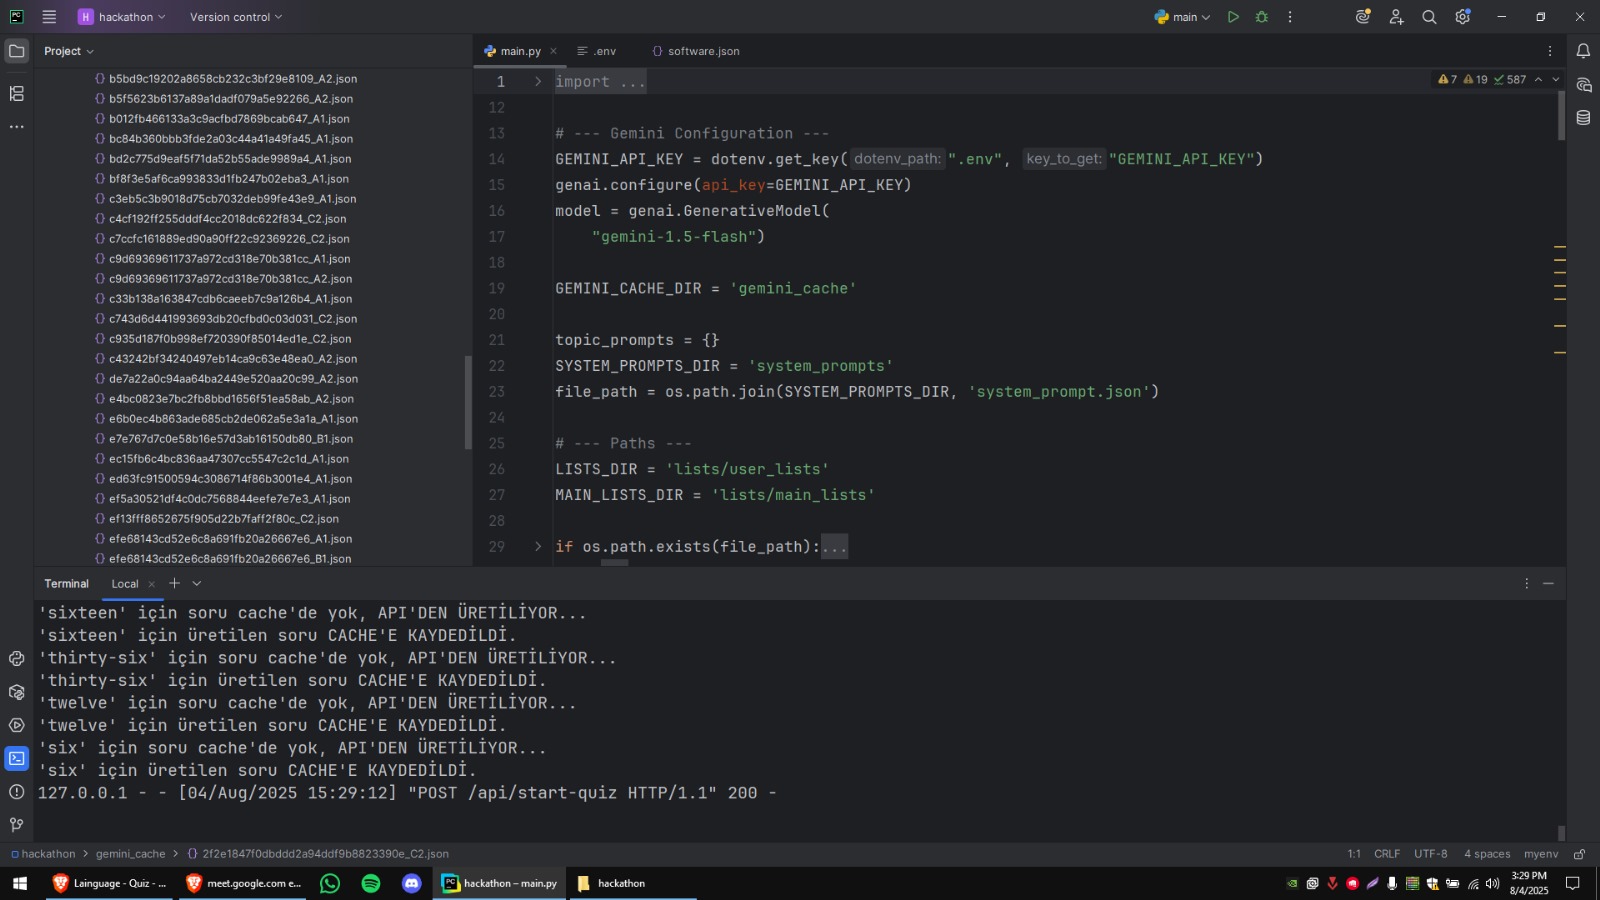 H hackathon Version control main
Project
main.py .env software.json
b5bd9c19202a8658cb232c3bf29e8109_A2.json
b5f5623b6137a89a1dadf079a5e92266_A2.json
b012fb466133a3c9acfbd7869bcab647_A1.json
bc84b360bbb3fde2a03c44a41a49fa45_A1.json
bd2c775d9eaf5f71da52b55ade9989a4_A1.json
bf8f3e5af6ca993833d1fb247b02eba3_A1.json
c3eb5c3b9018d75cb7032deb99fe43e9_A1.json
c4cf192ff255dddf4cc2018dc622f834_C2.json
c7ccfc161889ed90a90ff22c92369226_C2.json
c9d69369611737a972cd318e70b381cc_A1.json
c9d69369611737a972cd318e70b381cc_A2.json
c33b138a163847cdb6caeeb7c9a126b4_A1.json
c743d6d441993693db20cfbd0c03d031_C2.json
c935d187f0b998ef720390f85014ed1e_C2.json
c43242bf34240497eb14ca9c63e48ea0_A2.json
de7a22a0c94aa64ba2449e520aa20c99_A2.json
e4bc0823e7bc2fb8bbd1656f51ea58ab_A2.json
e6b0ec4b863ade685cb2de062a5e3a1a_A1.json
e7e767d7c0e58b16e57d3ab16150db80_B1.json
ec15fb6c4bc836aa47307cc5547c2c1d_A1.json
ed63fc91500594c3086714f86b3001e4_A1.json
ef5a30521df4c0dc7568844eefe7e7e3_A1.json
ef13fff8652675f905d22b7faff2f80c_C2.json
efe68143cd52e6c8a691fb20a26667e6_A1.json
efe68143cd52e6c8a691fb20a26667e6_B1.json
7 19 587
1 import ...
12
13 # --- Gemini Configuration ---
14 GEMINI_API_KEY = dotenv.get_key( dotenv_path: ".env", key_to_get: "GEMINI_API_KEY")
15 genai.configure(api_key=GEMINI_API_KEY)
16 model = genai.GenerativeModel(
17 "gemini-1.5-flash")
18
19 GEMINI_CACHE_DIR = 'gemini_cache'
20
21 topic_prompts = {}
22 SYSTEM_PROMPTS_DIR = 'system_prompts'
23 file_path = os.path.join(SYSTEM_PROMPTS_DIR, 'system_prompt.json')
24
25 # --- Paths ---
26 LISTS_DIR = 'lists/user_lists'
27 MAIN_LISTS_DIR = 'lists/main_lists'
28
29 if os.path.exists(file_path):...
Terminal Local
'sixteen' için soru cache'de yok, API'DEN ÜRETİLİYOR...
'sixteen' için üretilen soru CACHE'E KAYDEDİLDİ.
'thirty-six' için soru cache'de yok, API'DEN ÜRETİLİYOR...
'thirty-six' için üretilen soru CACHE'E KAYDEDİLDİ.
'twelve' için soru cache'de yok, API'DEN ÜRETİLİYOR...
'twelve' için üretilen soru CACHE'E KAYDEDİLDİ.
'six' için soru cache'de yok, API'DEN ÜRETİLİYOR...
'six' için üretilen soru CACHE'E KAYDEDİLDİ.
127.0.0.1 - - [04/Aug/2025 15:29:12] "POST /api/start-quiz HTTP/1.1" 200 -
hackathon > gemini_cache > 2f2e1847f0dbddd2a94ddf9b8823390e_C2.json 1:1 CRLF UTF-8 4 spaces myenv
Lainguage - Quiz - ... meet.google.com e... hackathon – main.py hackathon 3:29 PM
8/4/2025